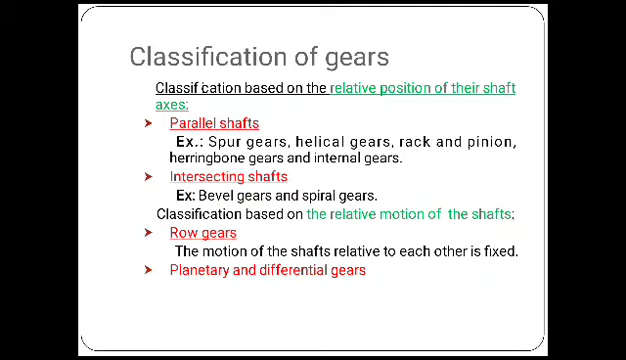 Classification of gears
Classification based on the relative position of their shaft
axes:
Parallel shafts
Ex.: Spur gears, helical gears, rack and pinion,
herringbone gears and internal gears.
Intersecting shafts
Ex: Bevel gears and spiral gears.
Classification based on the relative motion of the shafts:
Row gears
The motion of the shafts relative to each other is fixed.
Planetary and differential gears